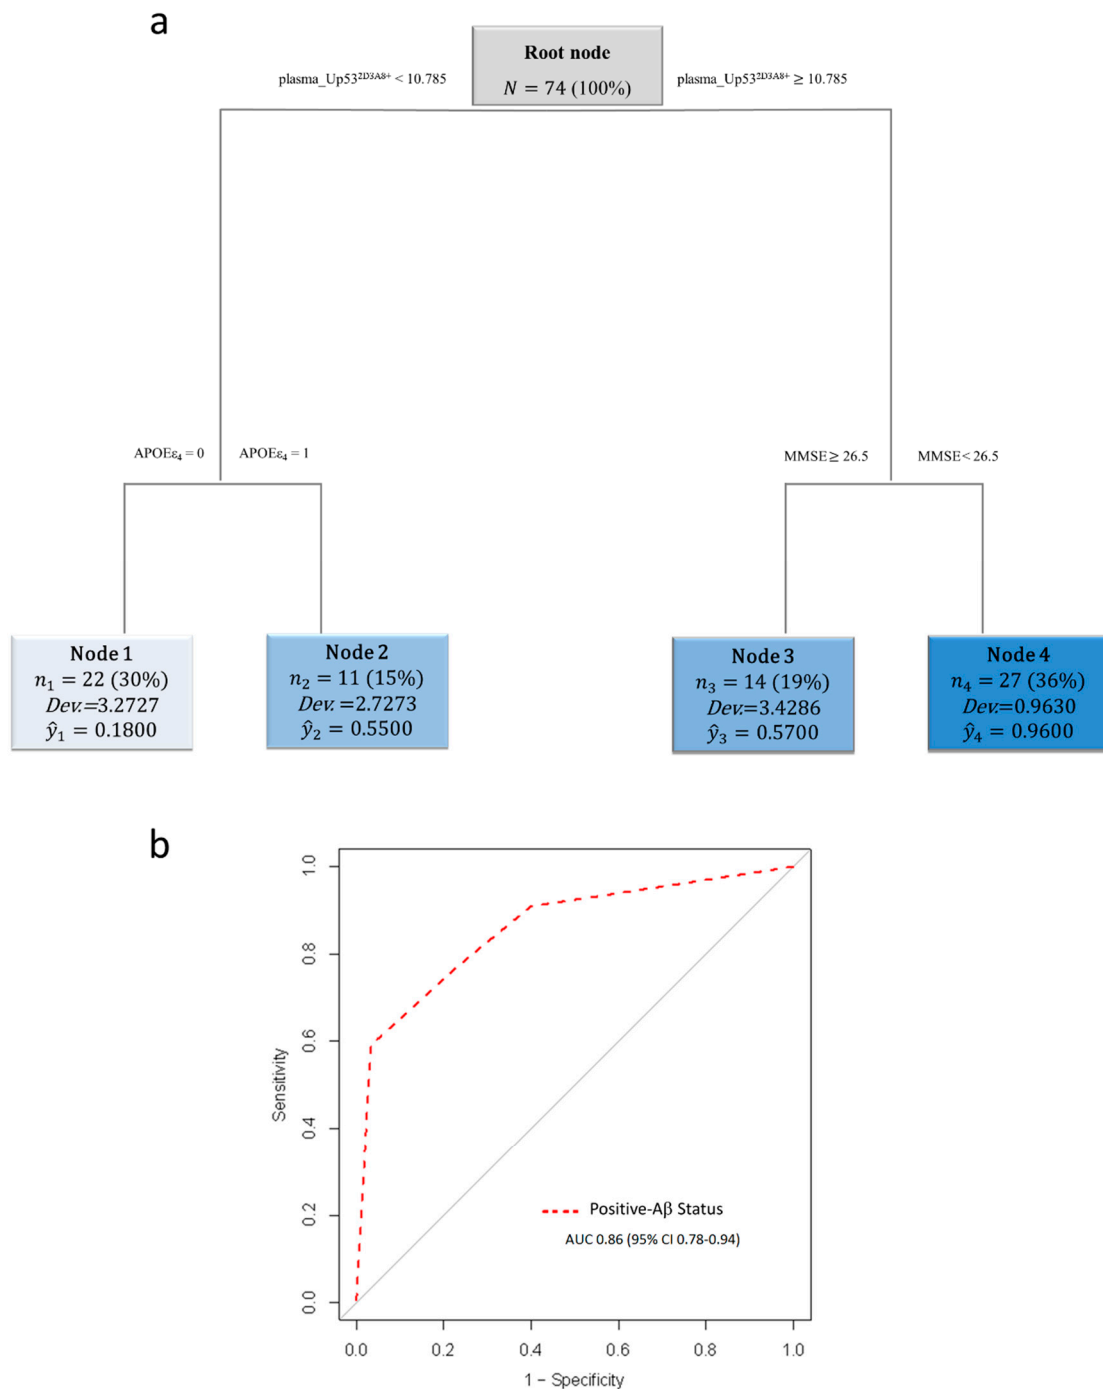 a
Root node
N = 74 (100%)
plasma_Up53²ᴰ³ᴬ⁸⁺ < 10.785
plasma_Up53²ᴰ³ᴬ⁸⁺ ≥ 10.785
APOEε₄ = 0
APOEε₄ = 1
MMSE ≥ 26.5
MMSE < 26.5
Node 1
n₁ = 22 (30%)
Dev.=3.2727
ŷ₁ = 0.1800
Node 2
n₂ = 11 (15%)
Dev.=2.7273
ŷ₂ = 0.5500
Node 3
n₃ = 14 (19%)
Dev.=3.4286
ŷ₃ = 0.5700
Node 4
n₄ = 27 (36%)
Dev.=0.9630
ŷ₄ = 0.9600
b
Sensitivity
1.0
0.8
0.6
0.4
0.2
0.0
Positive-Aβ Status
AUC 0.86 (95% CI 0.78-0.94)
0.0 0.2 0.4 0.6 0.8 1.0
1 − Specificity